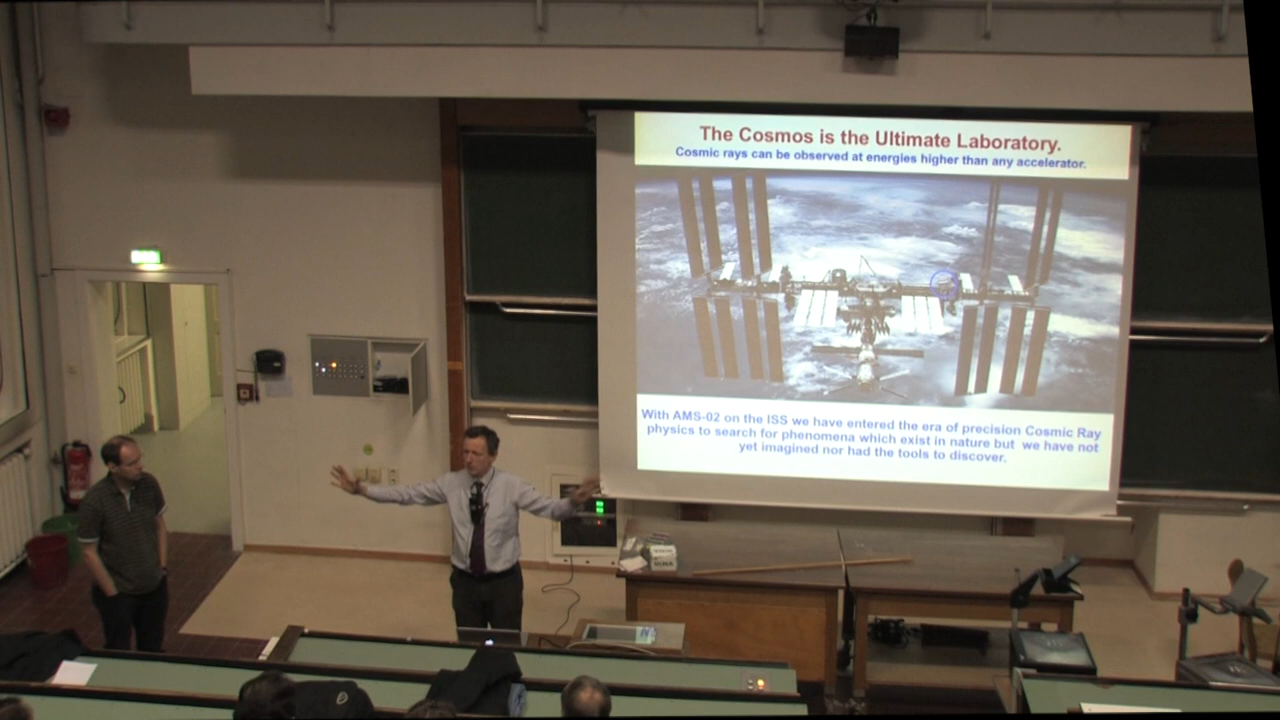 The Cosmos is the Ultimate Laboratory.
Cosmic rays can be observed at energies higher than any accelerator.
With AMS-02 on the ISS we have entered the era of precision Cosmic Ray
physics to search for phenomena which exist in nature but we have not
yet imagined nor had the tools to discover.